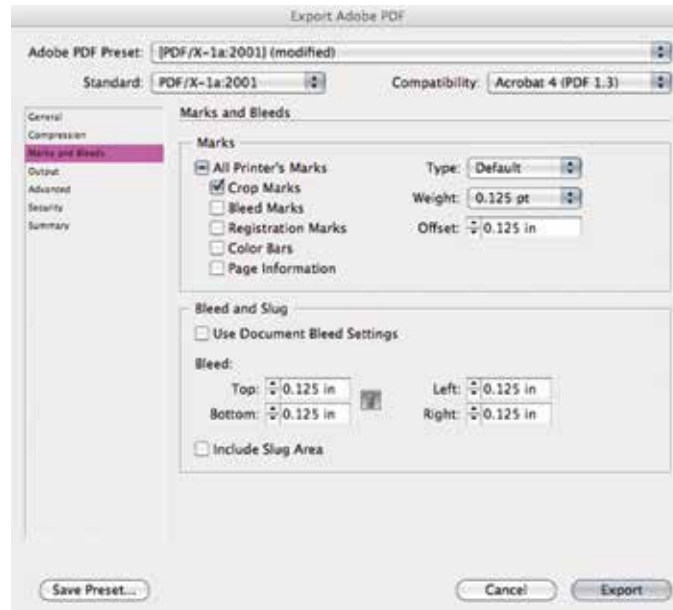 Export Adobe PDF
Adobe PDF Preset: [PDF/X-1a:2001] (modified)
Standard: PDF/X-1a:2001 Compatibility: Acrobat 4 (PDF 1.3)
General
Compression
Marks and Bleeds
Output
Advanced
Security
Summary
Marks and Bleeds
Marks
All Printer's Marks Type: Default
Crop Marks Weight: 0.125 pt
Bleed Marks
Registration Marks Offset: 0.125 in
Color Bars
Page Information
Bleed and Slug
Use Document Bleed Settings
Bleed:
Top: 0.125 in Left: 0.125 in
Bottom: 0.125 in Right: 0.125 in
Include Slug Area
Save Preset... Cancel Export